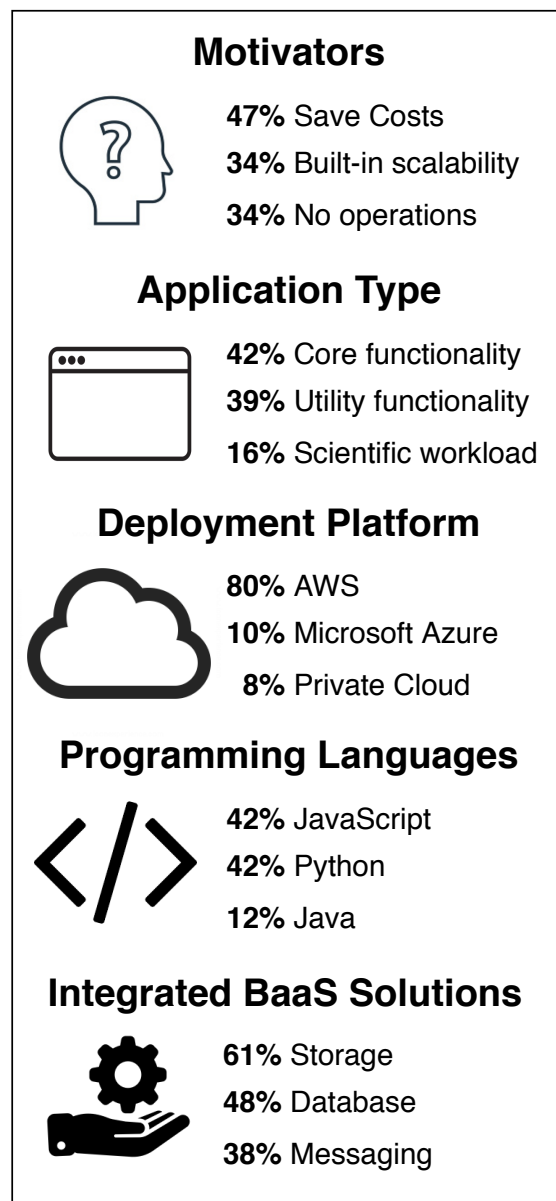 Motivators
?
47% Save Costs
34% Built-in scalability
34% No operations
Application Type
42% Core functionality
39% Utility functionality
16% Scientific workload
Deployment Platform
80% AWS
10% Microsoft Azure
8% Private Cloud
Programming Languages
</>
42% JavaScript
42% Python
12% Java
Integrated BaaS Solutions
61% Storage
48% Database
38% Messaging